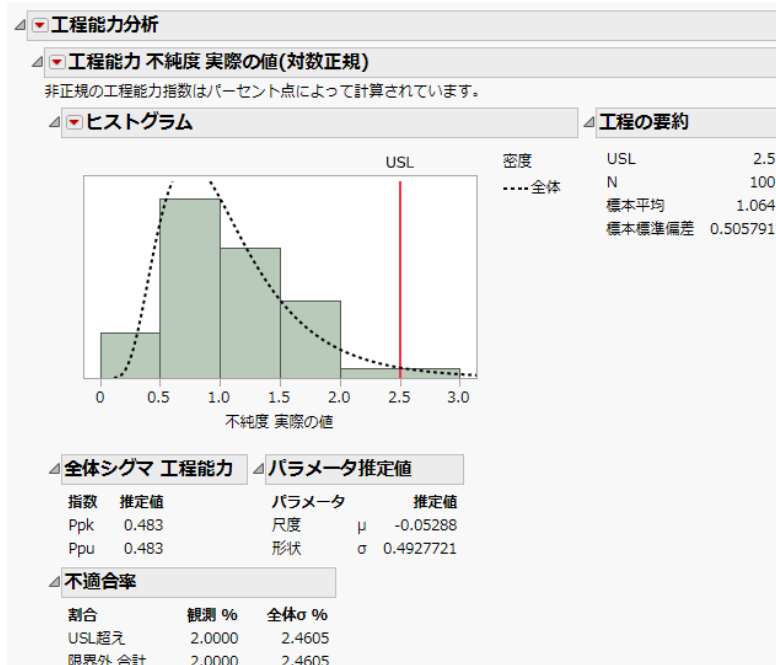 工程能力分析
工程能力 不純度 実際の値(対数正規)
非正規の工程能力指数はパーセント点によって計算されています。
ヒストグラム
USL
密度
全体
0 0.5 1.0 1.5 2.0 2.5 3.0
不純度 実際の値
工程の要約
USL 2.5
N 100
標本平均 1.064
標本標準偏差 0.505791
全体シグマ 工程能力
指数 推定値
Ppk 0.483
Ppu 0.483
パラメータ推定値
パラメータ 推定値
尺度 μ -0.05288
形状 σ 0.4927721
不適合率
割合 観測 % 全体σ %
USL超え 2.0000 2.4605
限界外 合計 2.0000 2.4605